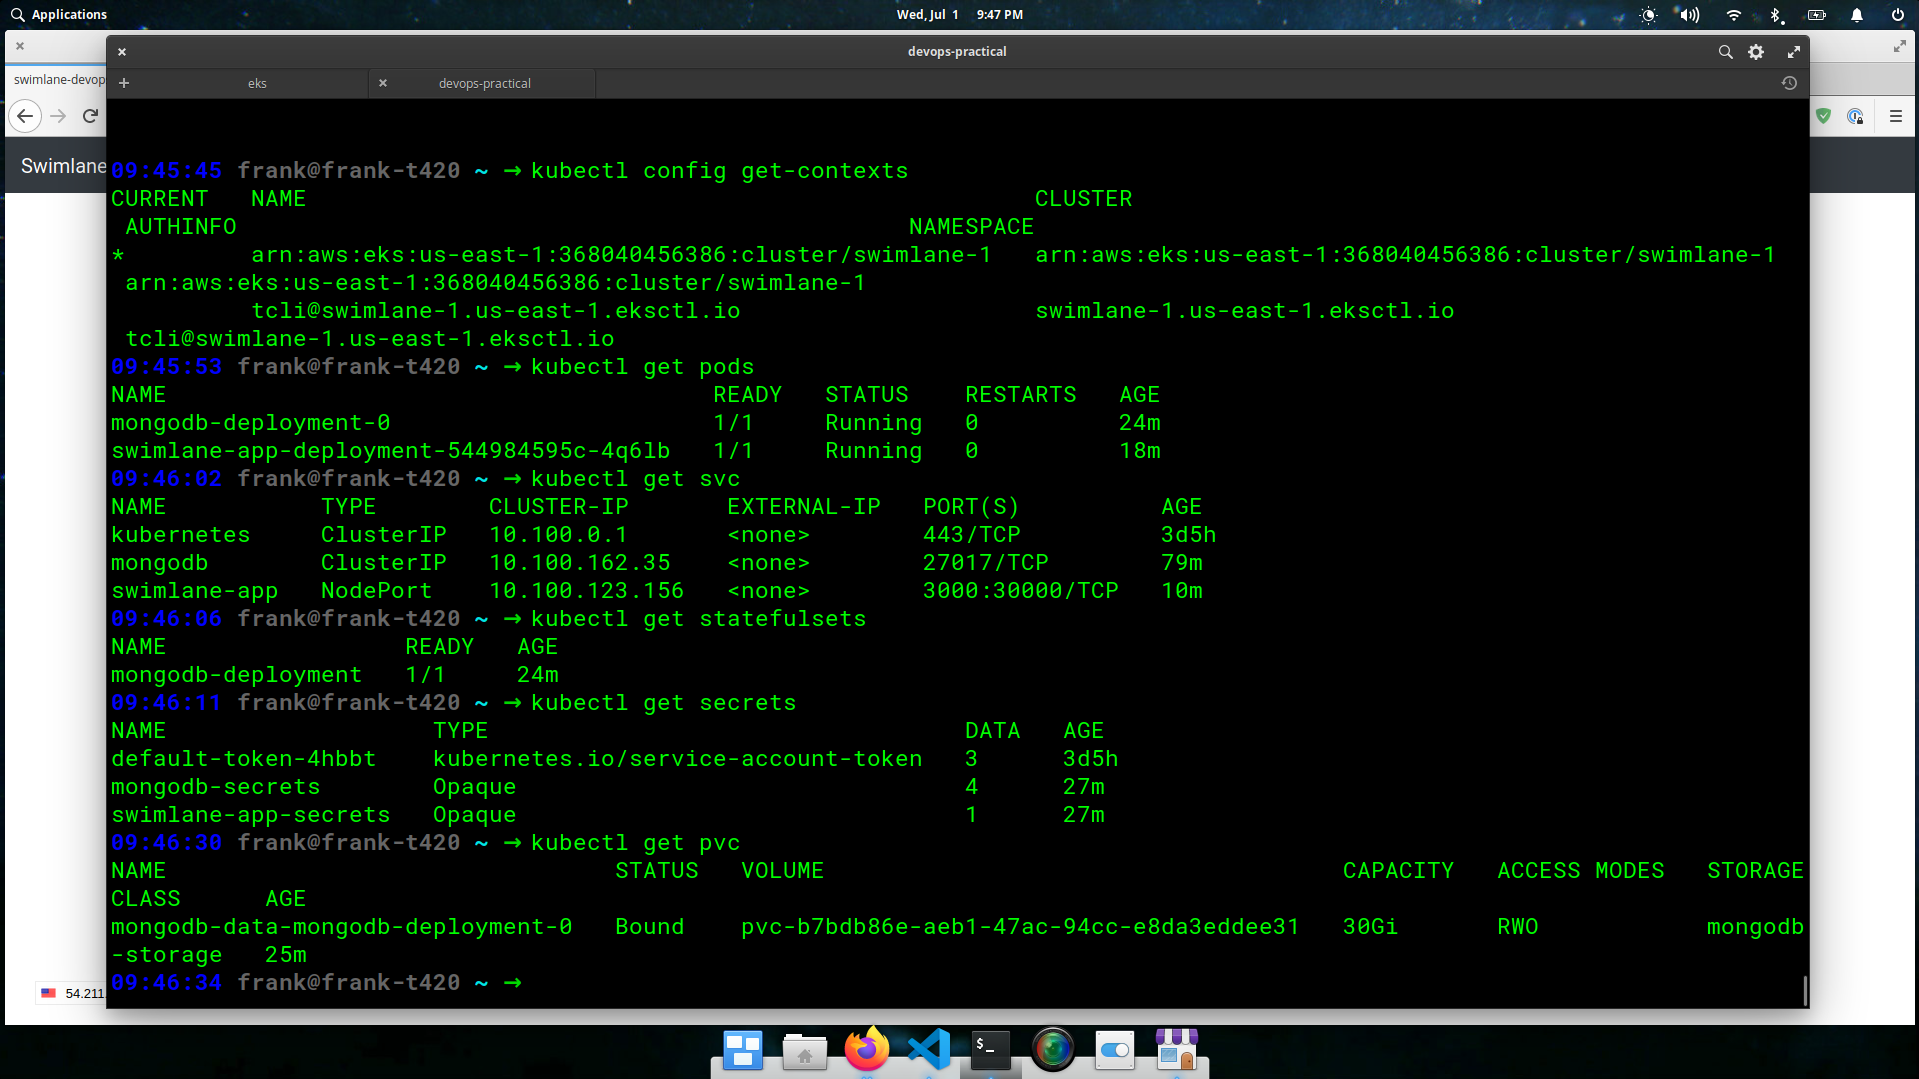 Applications
Wed, Jul 1 9:47 PM
devops-practical
eks
devops-practical
swimlane-devop
Swimlane
09:45:45 frank@frank-t420 ~ → kubectl config get-contexts
CURRENT NAME CLUSTER
AUTHINFO NAMESPACE
* arn:aws:eks:us-east-1:368040456386:cluster/swimlane-1 arn:aws:eks:us-east-1:368040456386:cluster/swimlane-1
arn:aws:eks:us-east-1:368040456386:cluster/swimlane-1
tcli@swimlane-1.us-east-1.eksctl.io swimlane-1.us-east-1.eksctl.io
tcli@swimlane-1.us-east-1.eksctl.io
09:45:53 frank@frank-t420 ~ → kubectl get pods
NAME READY STATUS RESTARTS AGE
mongodb-deployment-0 1/1 Running 0 24m
swimlane-app-deployment-544984595c-4q6lb 1/1 Running 0 18m
09:46:02 frank@frank-t420 ~ → kubectl get svc
NAME TYPE CLUSTER-IP EXTERNAL-IP PORT(S) AGE
kubernetes ClusterIP 10.100.0.1 <none> 443/TCP 3d5h
mongodb ClusterIP 10.100.162.35 <none> 27017/TCP 79m
swimlane-app NodePort 10.100.123.156 <none> 3000:30000/TCP 10m
09:46:06 frank@frank-t420 ~ → kubectl get statefulsets
NAME READY AGE
mongodb-deployment 1/1 24m
09:46:11 frank@frank-t420 ~ → kubectl get secrets
NAME TYPE DATA AGE
default-token-4hbbt kubernetes.io/service-account-token 3 3d5h
mongodb-secrets Opaque 4 27m
swimlane-app-secrets Opaque 1 27m
09:46:30 frank@frank-t420 ~ → kubectl get pvc
NAME STATUS VOLUME CAPACITY ACCESS MODES STORAGE
CLASS AGE
mongodb-data-mongodb-deployment-0 Bound pvc-b7bdb86e-aeb1-47ac-94cc-e8da3eddee31 30Gi RWO mongodb
-storage 25m
09:46:34 frank@frank-t420 ~ →
54.211